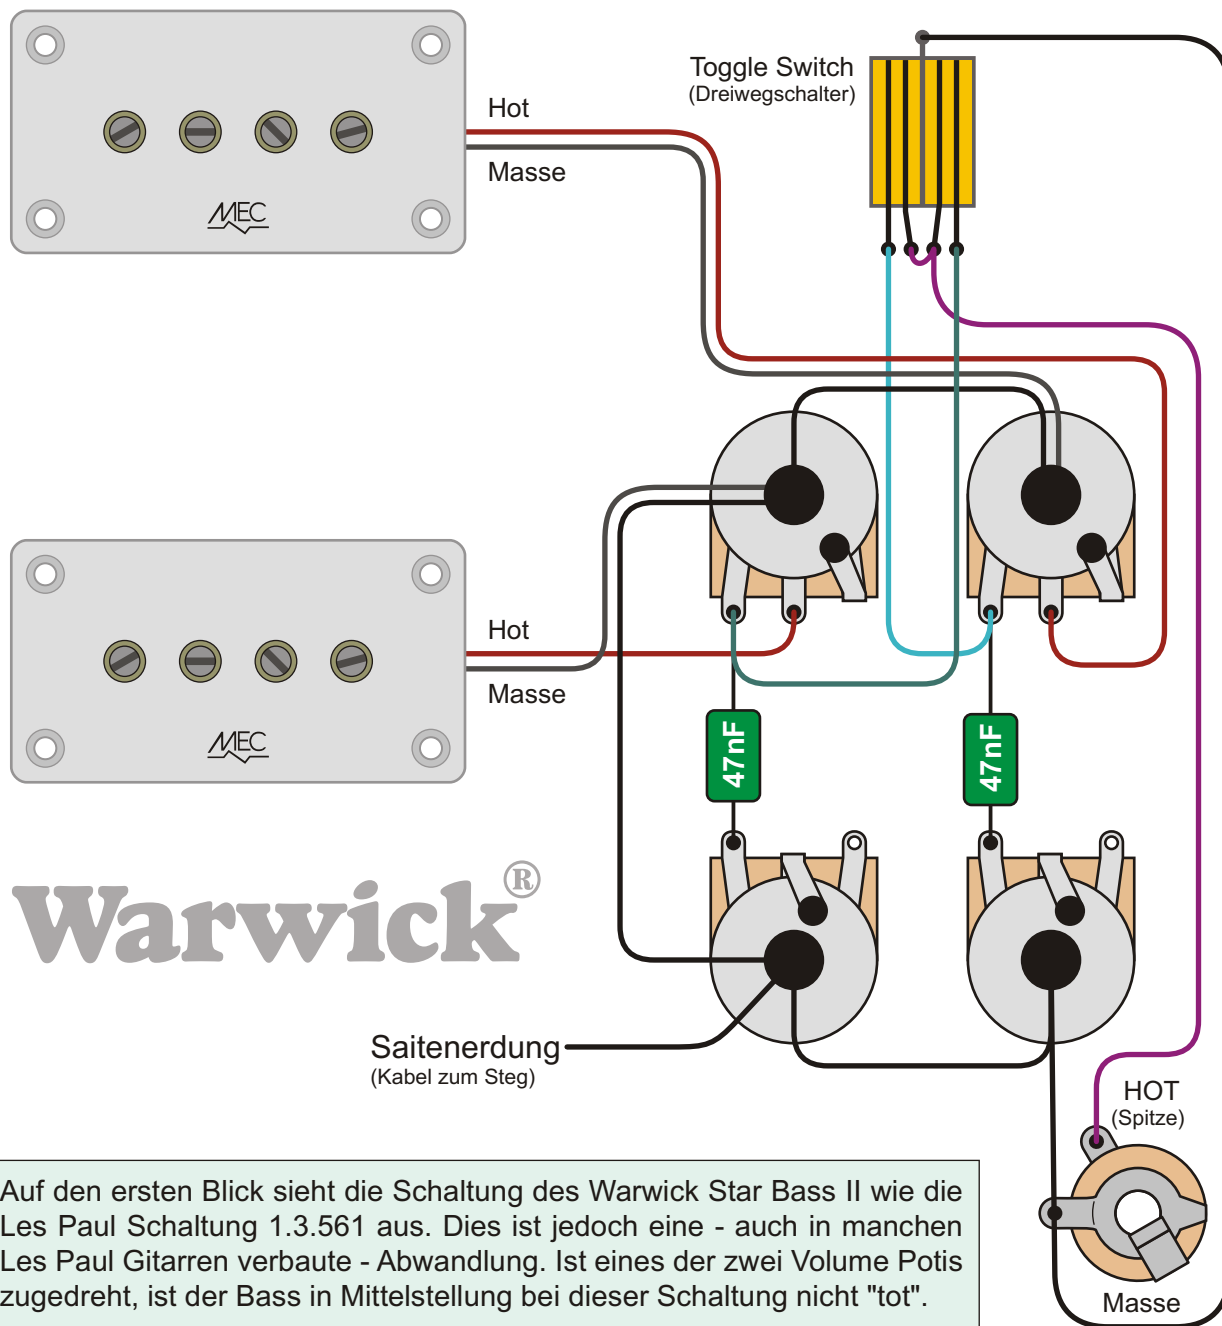 Toggle Switch
(Dreiwegschalter)
Hot
Masse
MEC
Hot
Masse
MEC
47nF
47nF
Warwick®
Saitenerdung
(Kabel zum Steg)
HOT
(Spitze)
Masse
Auf den ersten Blick sieht die Schaltung des Warwick Star Bass II wie die
Les Paul Schaltung 1.3.561 aus. Dies ist jedoch eine - auch in manchen
Les Paul Gitarren verbaute - Abwandlung. Ist eines der zwei Volume Potis
zugedreht, ist der Bass in Mittelstellung bei dieser Schaltung nicht "tot".